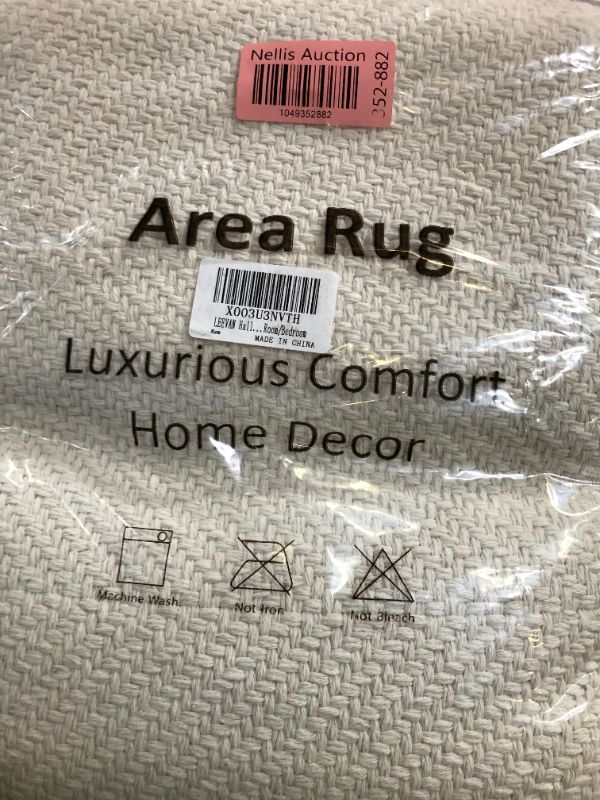 Nellis Auction
1049352882
352-882
Area Rug
X003U3NVTH
LEEVAN Hall...Room/Bedroom
New
MADE IN CHINA
Luxurious Comfort
Home Decor
Machine Wash
Not Iron
Not Bleach